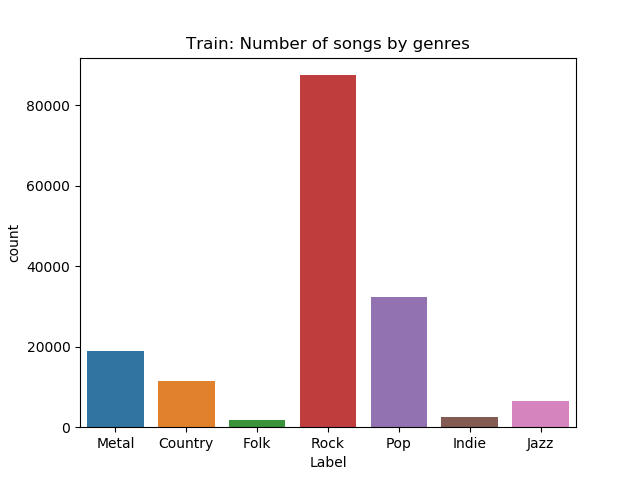 Train: Number of songs by genres
count
80000
60000
40000
20000
0
Metal Country Folk Rock Pop Indie Jazz
Label